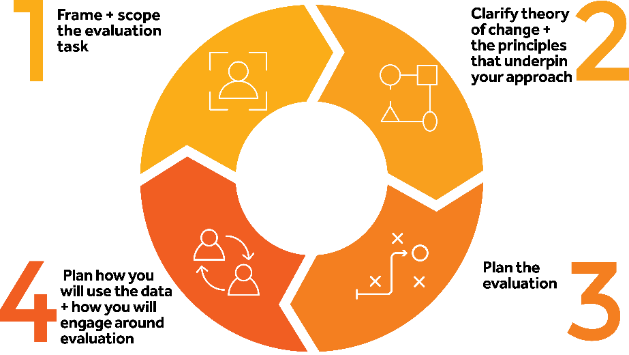 1
Frame + scope
the evaluation
task
2
Clarify theory
of change +
the principles
that underpin
your approach
3
Plan the
evaluation
4
Plan how you
will use the data
+ how you will
engage around
evaluation